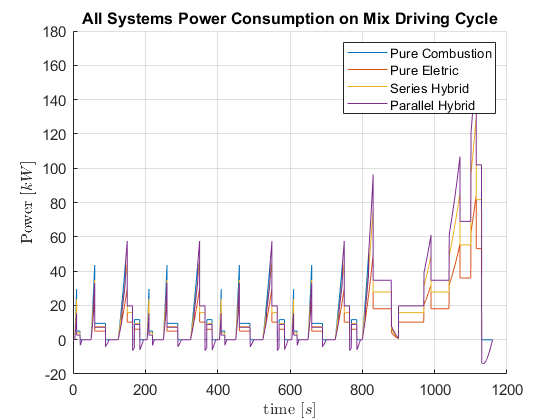 All Systems Power Consumption on Mix Driving Cycle
180
160
140
120
100
80
60
40
20
0
-20
Power [kW]
Pure Combustion
Pure Eletric
Series Hybrid
Parallel Hybrid
0 200 400 600 800 1000 1200
time [s]